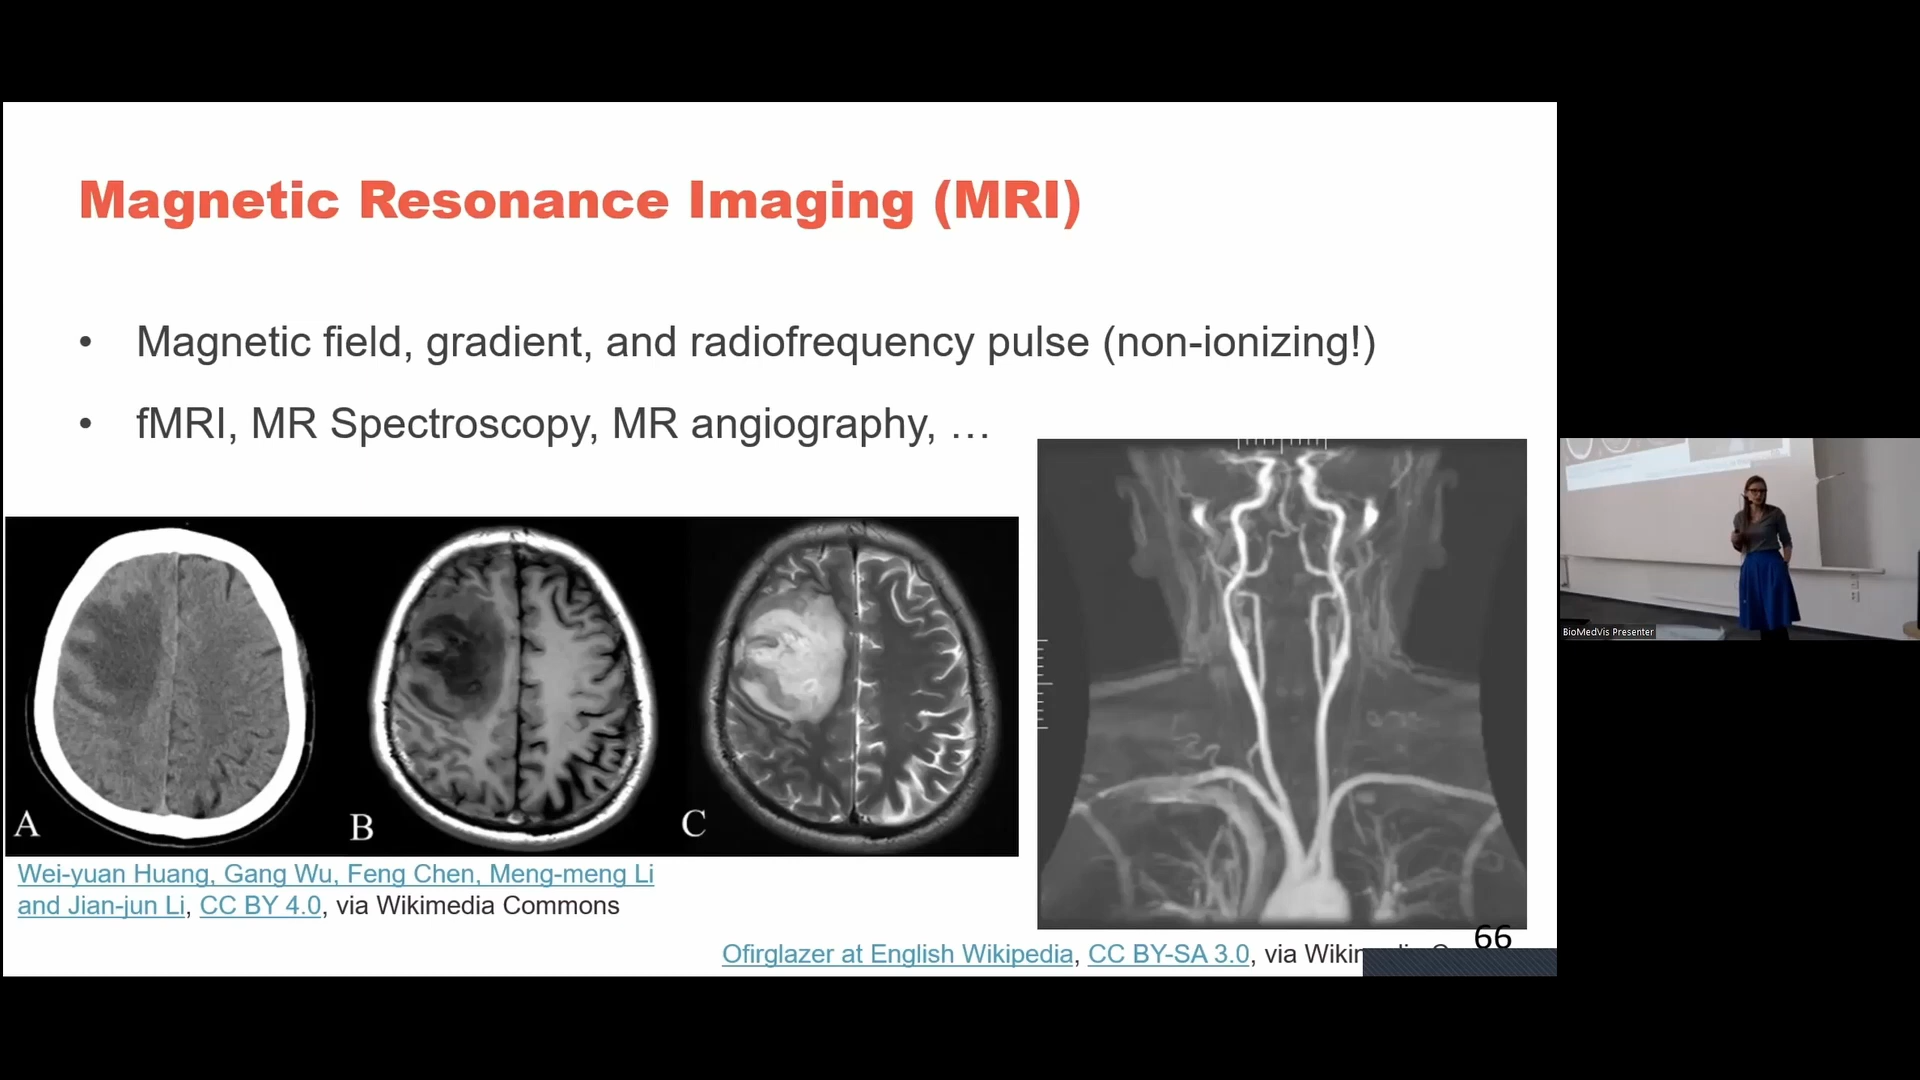 Magnetic Resonance Imaging (MRI)
• Magnetic field, gradient, and radiofrequency pulse (non-ionizing!)
• fMRI, MR Spectroscopy, MR angiography, …
A
B
C
Wei-yuan Huang, Gang Wu, Feng Chen, Meng-meng Li
and Jian-jun Li, CC BY 4.0, via Wikimedia Commons
Ofirglazer at English Wikipedia, CC BY-SA 3.0, via
66
BioMedVis Presenter